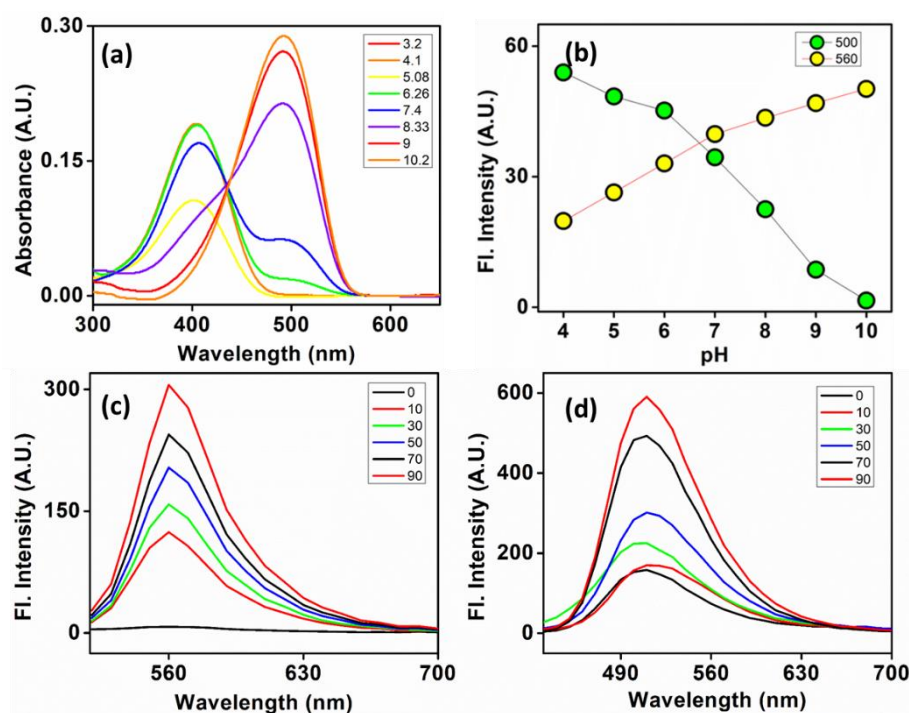 (a)
0.30
0.15
0.00
Absorbance (A.U.)
300 400 500 600
Wavelength (nm)
3.2
4.1
5.08
6.26
7.4
8.33
9
10.2
(b)
60
30
0
Fl. Intensity (A.U.)
4 5 6 7 8 9 10
pH
500
560
(c)
300
150
0
Fl. Intensity (A.U.)
560 630 700
Wavelength (nm)
0
10
30
50
70
90
(d)
600
400
200
0
Fl. Intensity (A.U.)
490 560 630 700
Wavelength (nm)
0
10
30
50
70
90